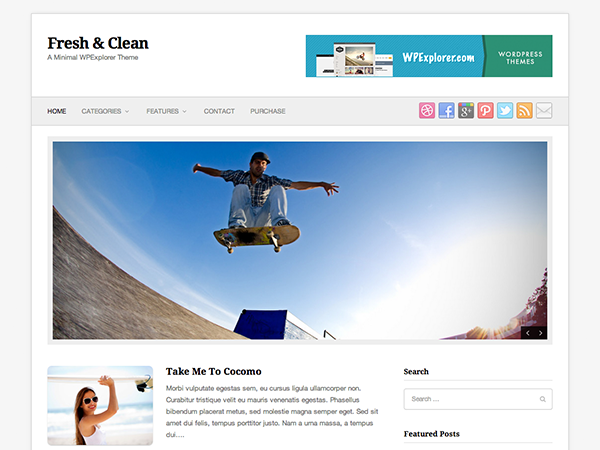 Fresh & Clean
A Minimal WPExplorer Theme
WPExplorer.com
WORDPRESS
THEMES
HOME CATEGORIES FEATURES CONTACT PURCHASE
Take Me To Cocomo
Morbi vulputate egestas sem, eu cursus ligula ullamcorper non.
Curabitur tristique velit eu mauris venenatis egestas. Phasellus
bibendum placerat metus, sed molestie magna semper eget. Sed sit
amet dui felis, tempus porttitor justo. Nam a urna massa, a tempus
dui....
Search
Search ...
Featured Posts